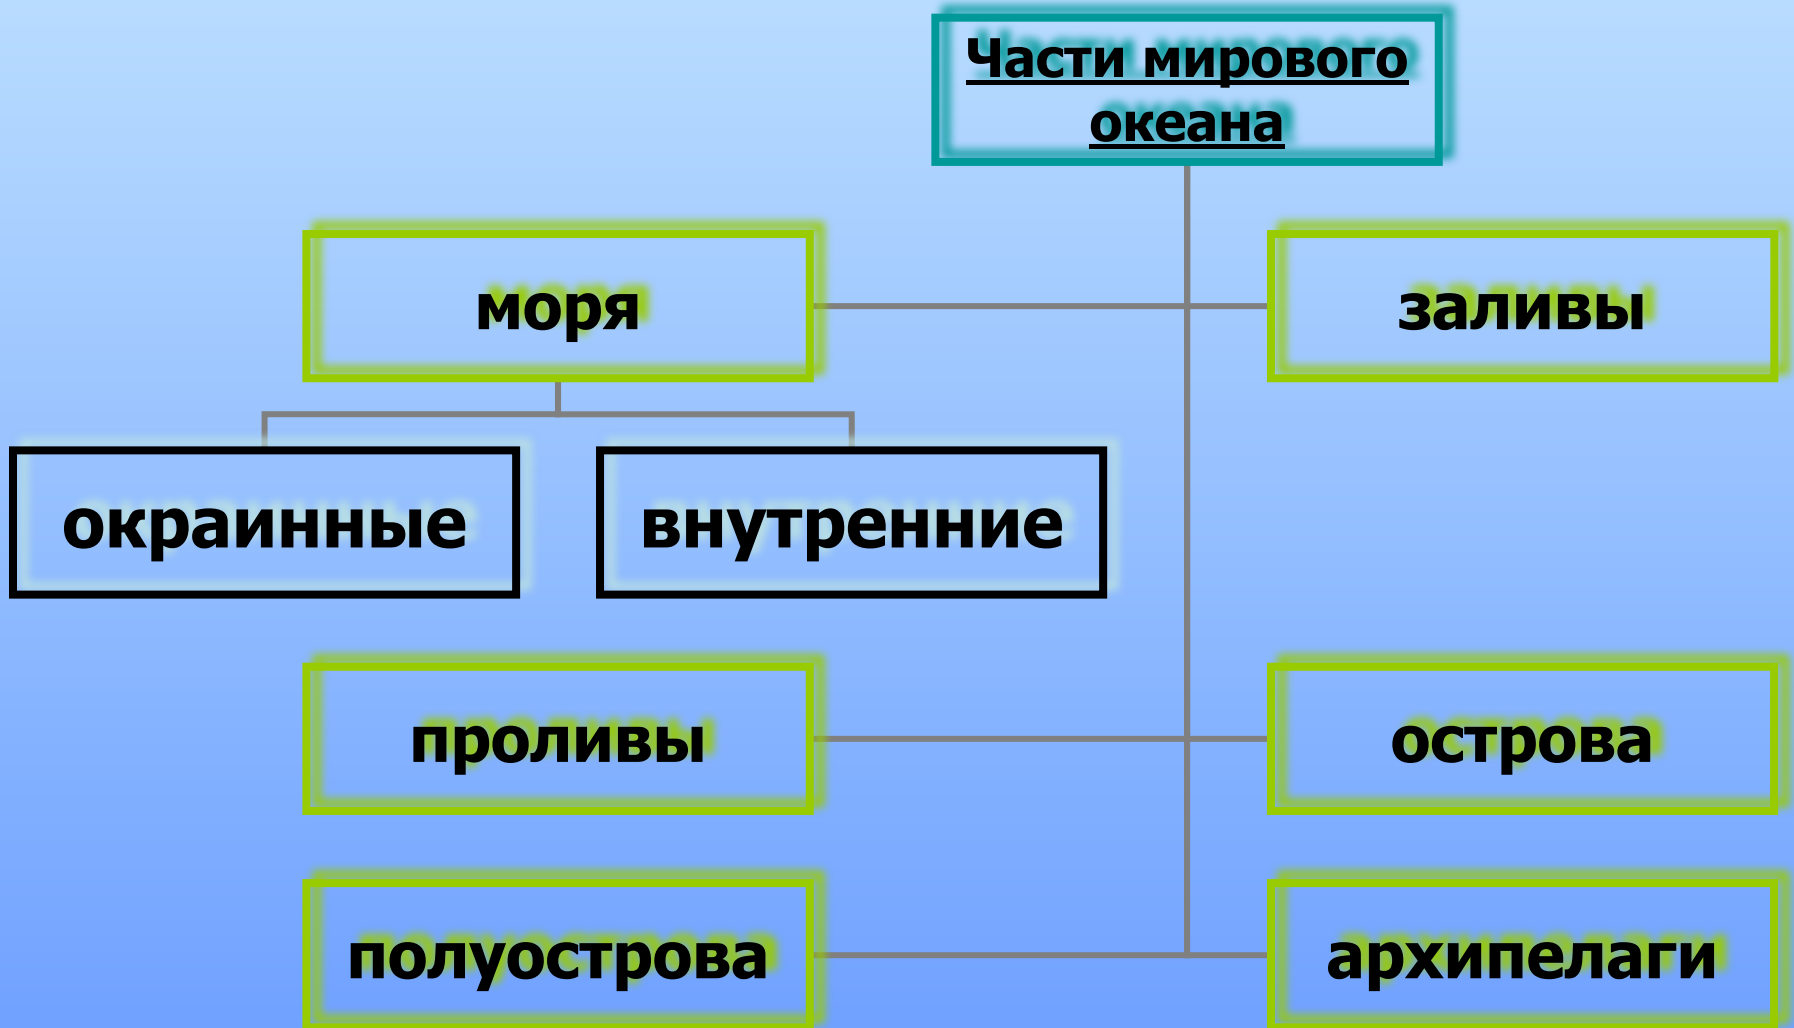 Части мирового
океана
моря
заливы
окраинные
внутренние
проливы
острова
полуострова
архипелаги